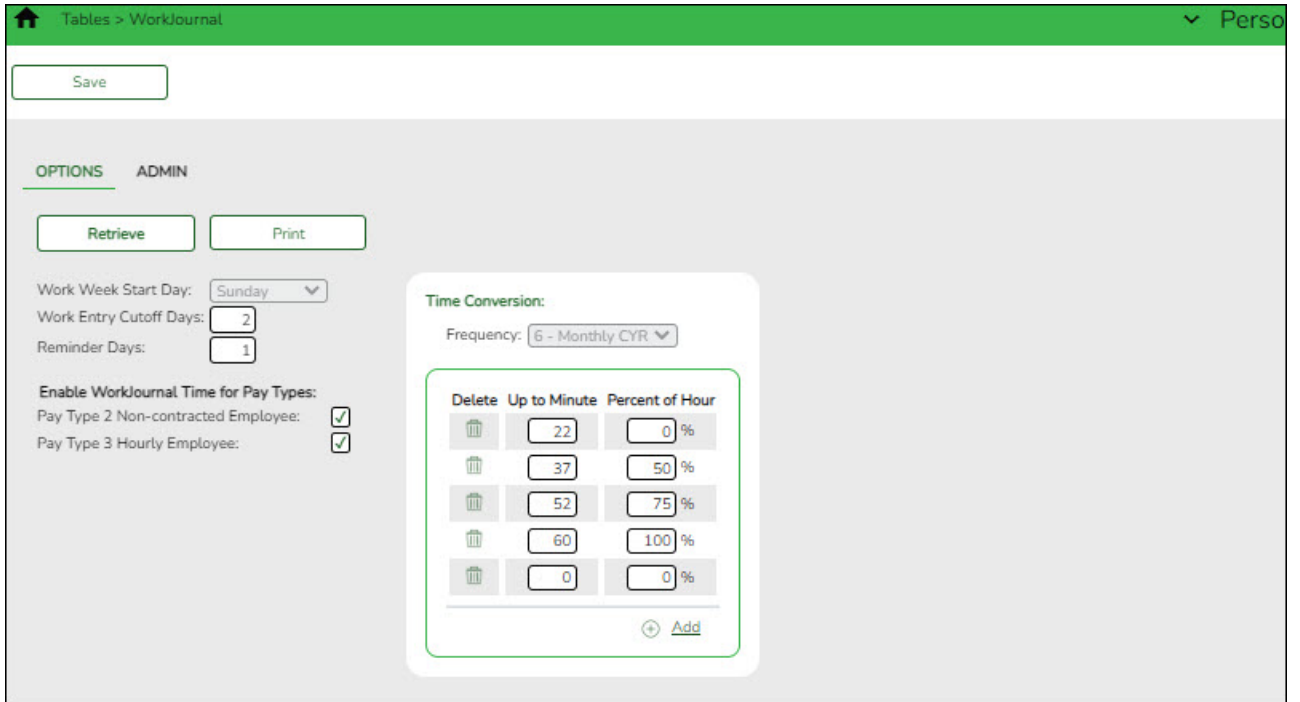 Tables > WorkJournal
Perso
Save
OPTIONS ADMIN
Retrieve Print
Work Week Start Day: Sunday
Work Entry Cutoff Days: 2
Reminder Days: 1
Enable WorkJournal Time for Pay Types:
Pay Type 2 Non-contracted Employee:
Pay Type 3 Hourly Employee:
Time Conversion:
Frequency: 6 - Monthly CYR
Delete Up to Minute Percent of Hour
22 0 %
37 50 %
52 75 %
60 100 %
0 0 %
Add